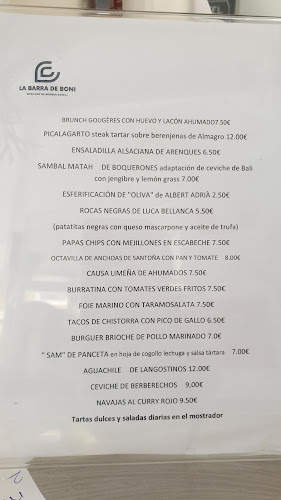 LA BARRA DE BONI
BRUNCH GOUGÈRES CON HUEVO Y LACÓN AHUMADO7.50€
PICALAGARTO steak tartar sobre berenjenas de Almagro 12.00€
ENSALADILLA ALSACIANA DE ARENQUES 6.50€
SAMBAL MATAH DE BOQUERONES adaptación de ceviche de Bali
con jengibre y lemón grass 7.00€
ESFERIFICACIÓN DE "OLIVA" de ALBERT ADRIÀ 2.50€
ROCAS NEGRAS DE LUCA BELLANCA 5.50€
(patatitas negras con queso mascarpone y aceite de trufa)
PAPAS CHIPS CON MEJILLONES EN ESCABECHE 7.50€
OCTAVILLA DE ANCHOAS DE SANTOÑA CON PAN Y TOMATE 8.00€
CAUSA LIMEÑA DE AHUMADOS 7.50€
BURRATINA CON TOMATES VERDES FRITOS 7.50€
FOIE MARINO CON TARAMOSALATA 7.50€
TACOS DE CHISTORRA CON PICO DE GALLO 6.50€
BURGUER BRIOCHE DE POLLO MARINADO 7.0€
" SAM" DE PANCETA en hoja de cogollo lechuga y salsa tártara 7.00€
AGUACHILE DE LANGOSTINOS 12.00€
CEVICHE DE BERBERECHOS 9,00€
NAVAJAS AL CURRY ROJO 9.50€
Tartas dulces y saladas diarias en el mostrador